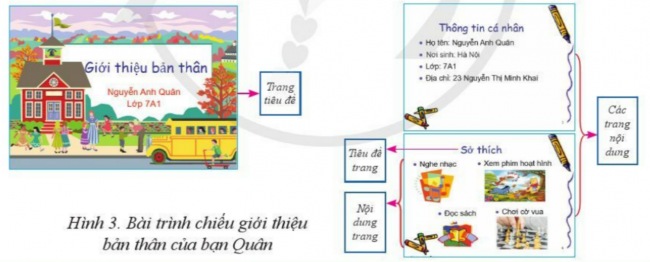 Giới thiệu bản thân
Nguyễn Anh Quân
Lớp 7A1
Trang
tiêu đề
Thông tin cá nhân
• Họ tên: Nguyễn Anh Quân
• Nơi sinh: Hà Nội
• Lớp: 7A1
• Địa chỉ: 23 Nguyễn Thị Minh Khai
Các
trang
nội
dung
Tiêu đề
trang
Sở thích
• Nghe nhạc
• Xem phim hoạt hình
Nội
dung
trang
• Đọc sách
• Chơi cờ vua
Hình 3. Bài trình chiếu giới thiệu
bản thân của bạn Quân